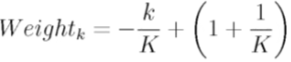 $Weight_k = -\frac{k}{K} + \left(1 + \frac{1}{K}\right)$